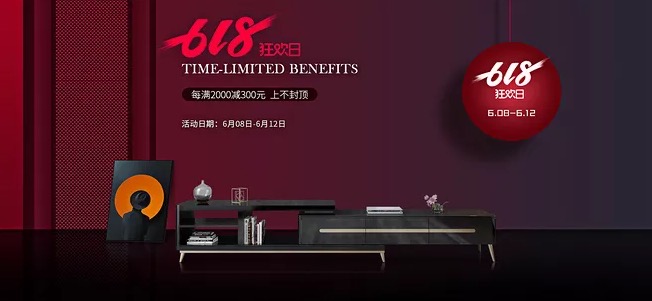 618 狂欢日
TIME-LIMITED BENEFITS
每满2000减300元 上不封顶
活动日期：6月08日-6月12日
618
狂欢日
6.08-6.12